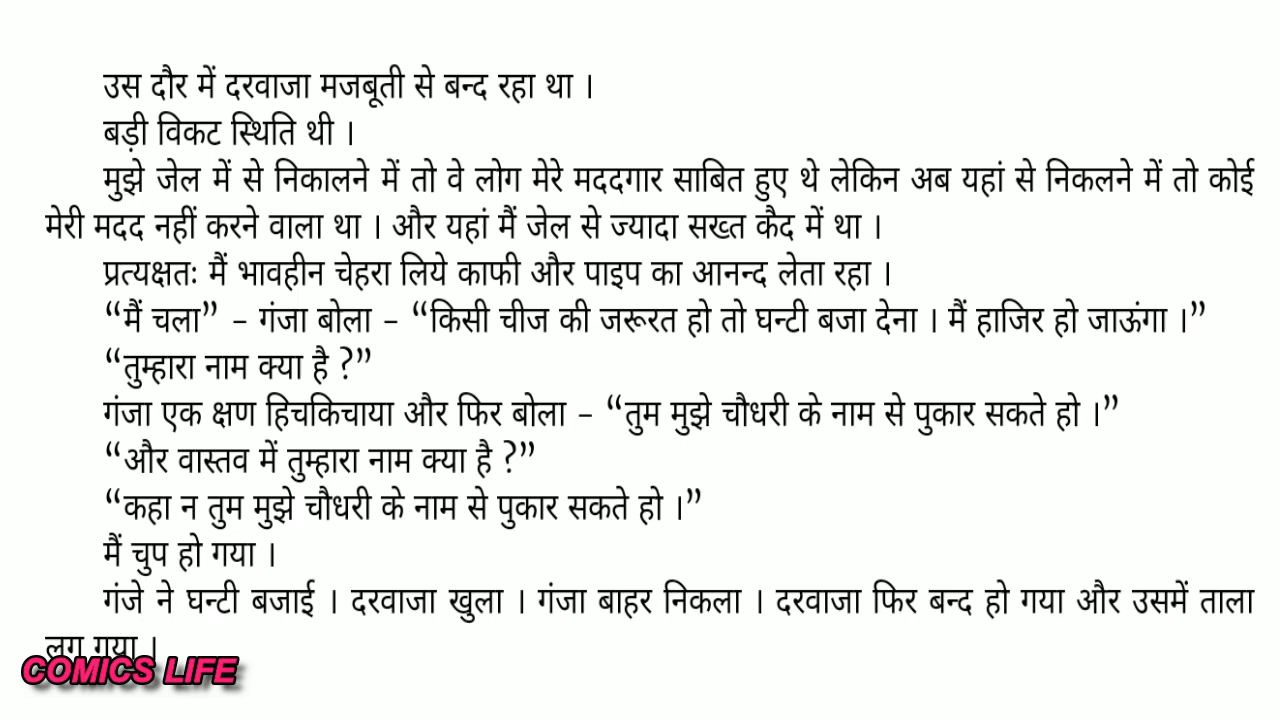 उस दौर में दरवाजा मजबूती से बन्द रहा था ।
बड़ी विकट स्थिति थी ।
मुझे जेल में से निकालने में तो वे लोग मेरे मददगार साबित हुए थे लेकिन अब यहां से निकलने में तो कोई
मेरी मदद नहीं करने वाला था । और यहां मैं जेल से ज्यादा सख्त कैद में था ।
प्रत्यक्षतः मैं भावहीन चेहरा लिये काफी और पाइप का आनन्द लेता रहा ।
“मैं चला” – गंजा बोला – “किसी चीज की जरूरत हो तो घन्टी बजा देना । मैं हाजिर हो जाऊंगा ।”
“तुम्हारा नाम क्या है ?”
गंजा एक क्षण हिचकिचाया और फिर बोला – “तुम मुझे चौधरी के नाम से पुकार सकते हो ।”
“और वास्तव में तुम्हारा नाम क्या है ?”
“कहा न तुम मुझे चौधरी के नाम से पुकार सकते हो ।”
मैं चुप हो गया ।
गंजे ने घन्टी बजाई । दरवाजा खुला । गंजा बाहर निकला । दरवाजा फिर बन्द हो गया और उसमें ताला
लग गया ।
COMICS LIFE